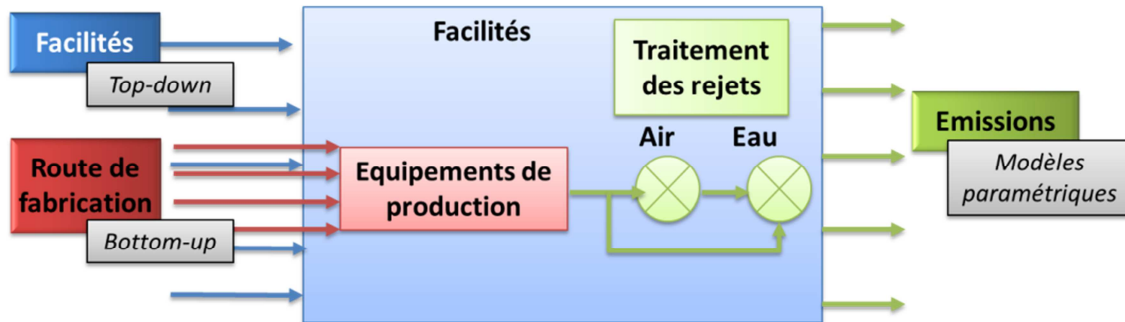 Facilités
Top-down
Route de
fabrication
Bottom-up
Facilités
Equipements de
production
Traitement
des rejets
Air
Eau
Emissions
Modèles
paramétriques